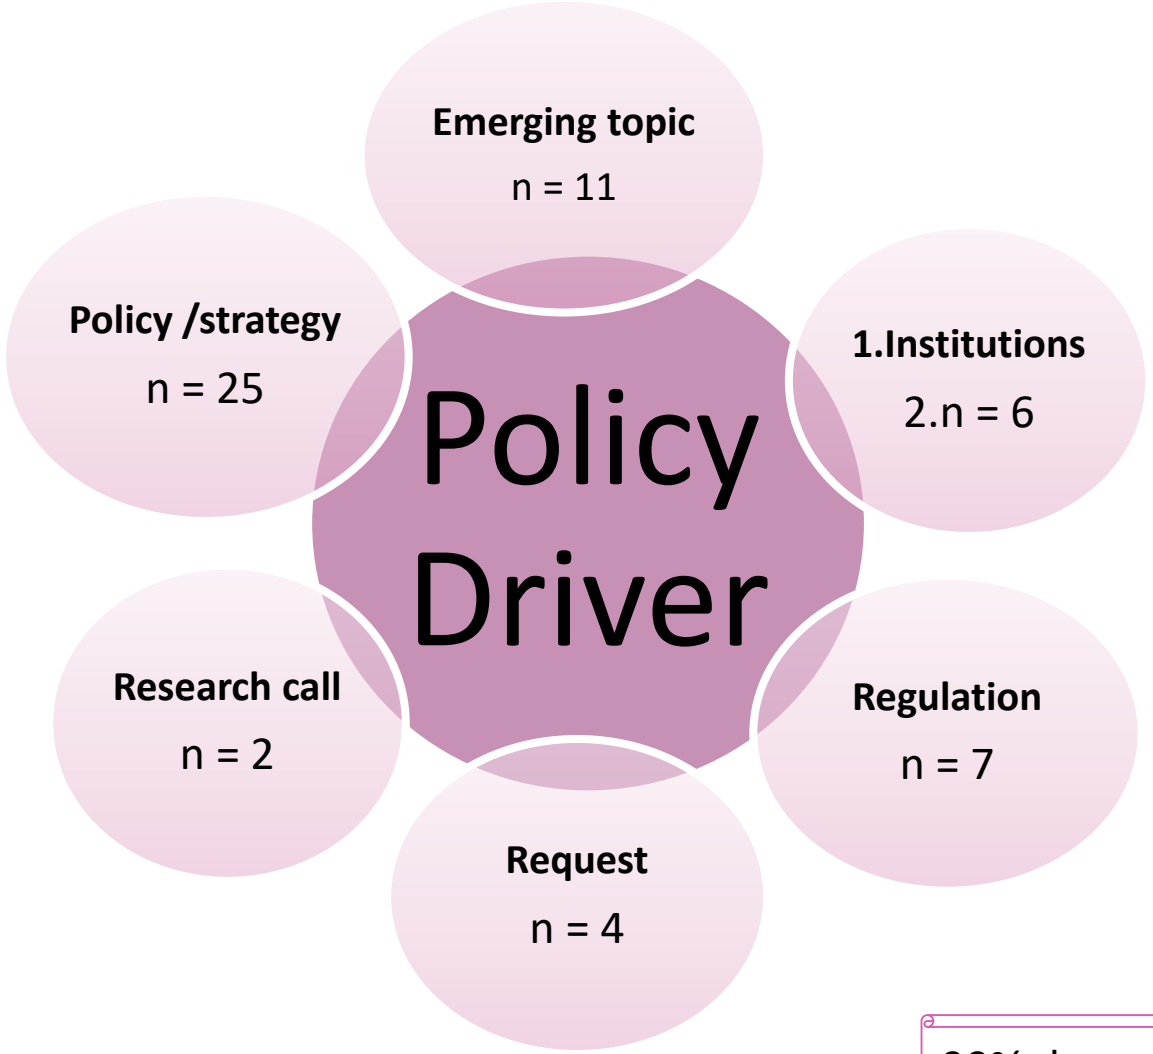 Emerging topic
n = 11
Policy /strategy
n = 25
1.Institutions
2.n = 6
Policy
Driver
Research call
n = 2
Regulation
n = 7
Request
n = 4